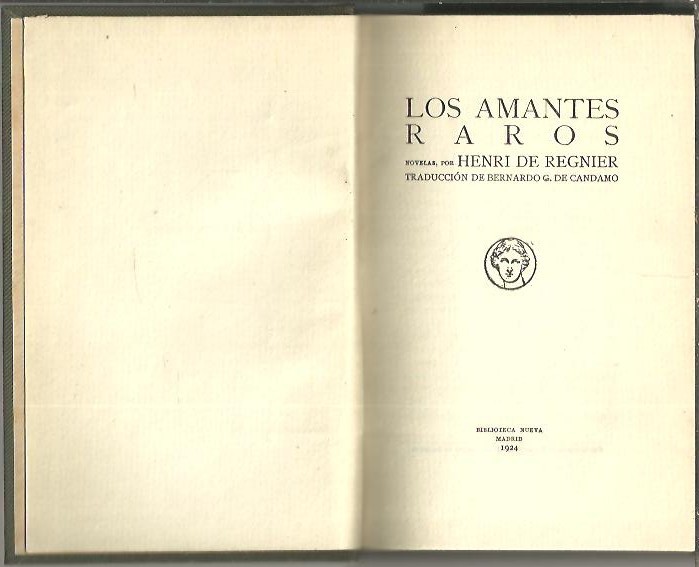 LOS AMANTES
RAROS
NOVELAS, POR HENRI DE REGNIER
TRADUCCIÓN DE BERNARDO G. DE CANDAMO
BIBLIOTECA NUEVA
MADRID
1924